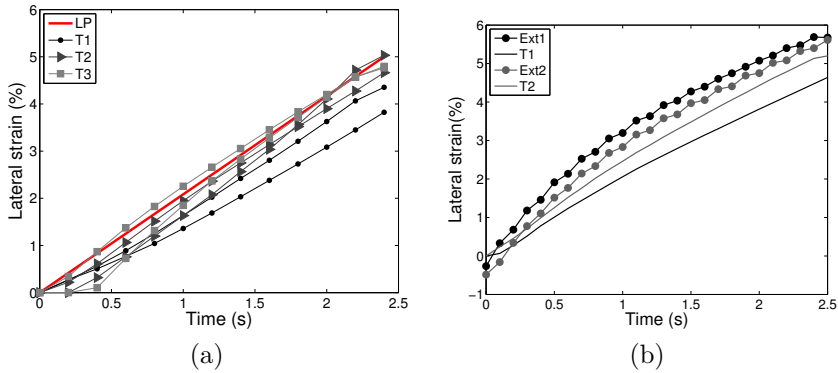 LP
T1
T2
T3
Lateral strain (%)
6
5
4
3
2
1
0
0 0.5 1 1.5 2 2.5
Time (s)
(a)
Ext1
T1
Ext2
T2
Lateral strain(%)
6
5
4
3
2
1
0
−1
0 0.5 1 1.5 2 2.5
Time (s)
(b)